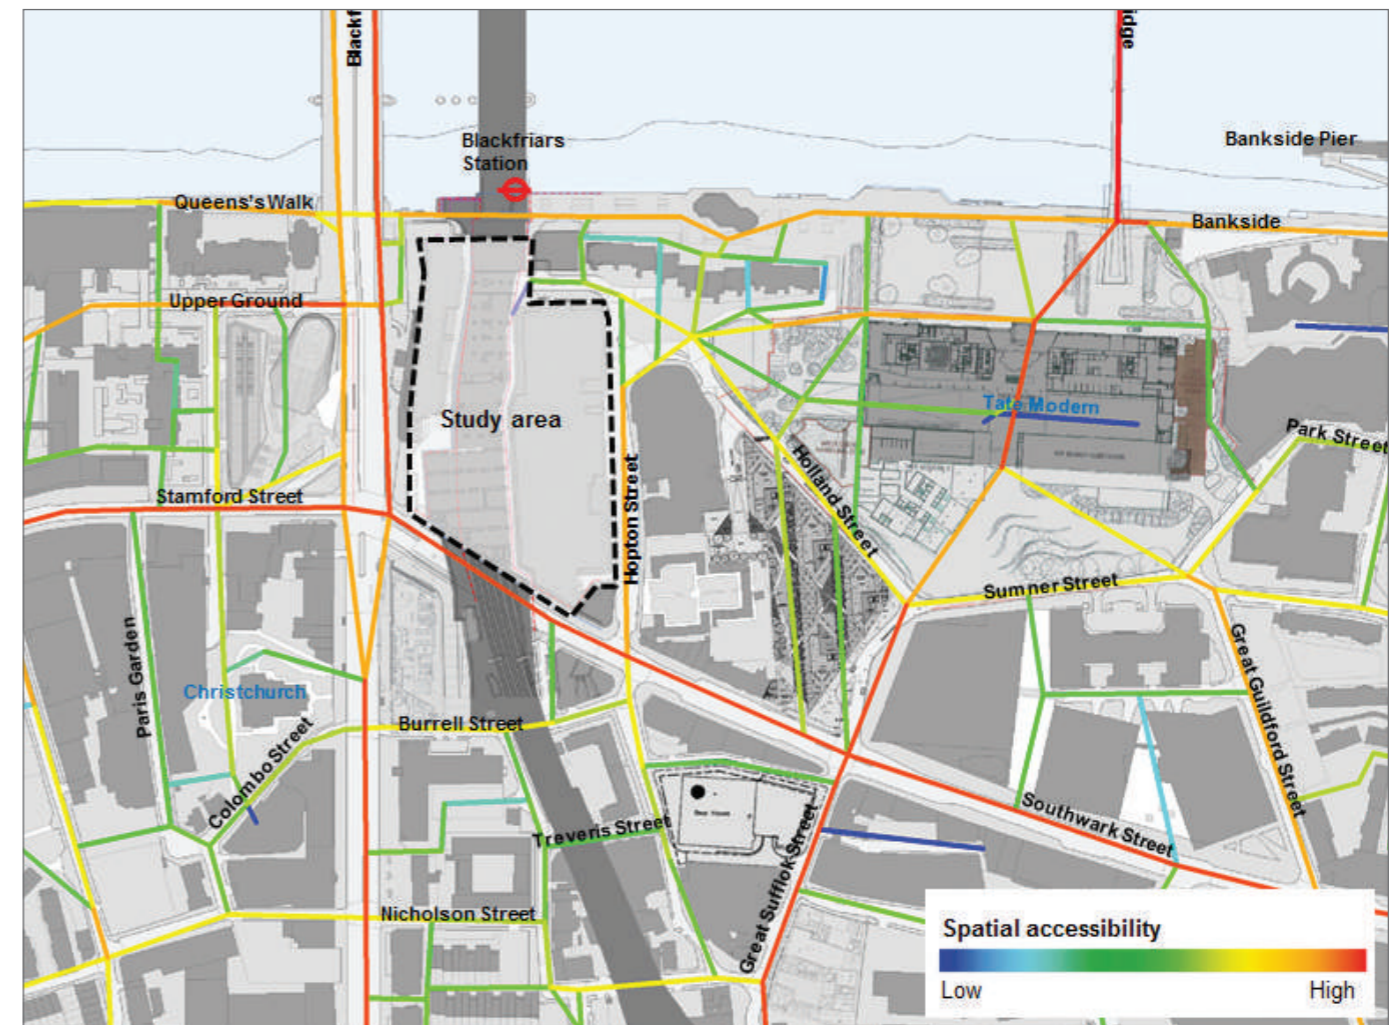 Blackf
idge
Blackfriars
Station
Bankside Pier
Queens's Walk
Bankside
Upper Ground
Study area
Tate Modern
Park Street
Holland Street
Stamford Street
Hopton Street
Sumner Street
Paris Garden
Christchurch
Great Guildford Street
Burrell Street
Colombo Street
Treveris Street
Southwark Street
Great Sufflok Street
Nicholson Street
Spatial accessibility
Low
High